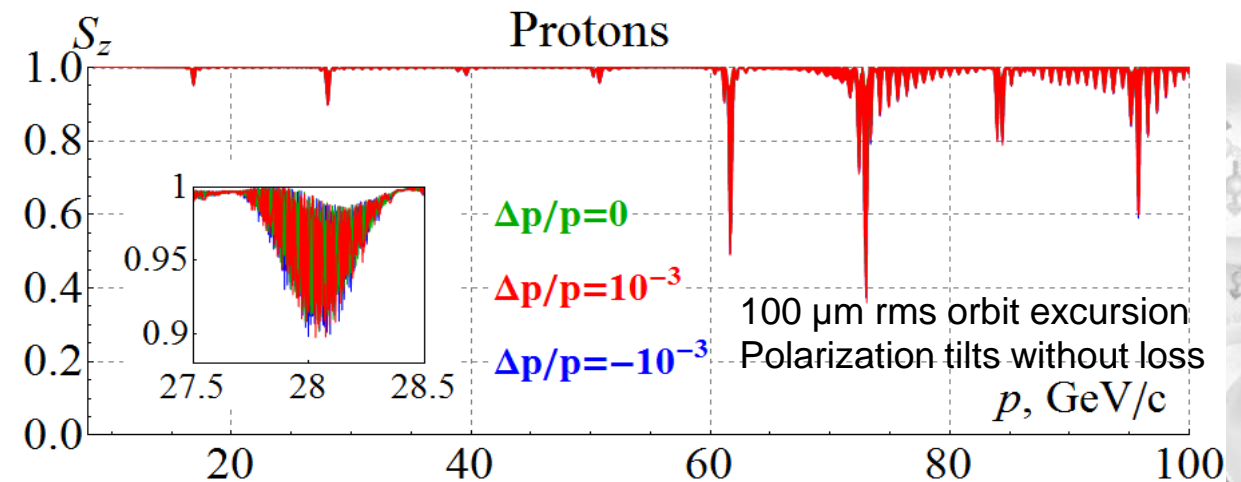 Protons
S_z
1.0
0.8
0.6
0.4
0.2
0.0
1
0.95
0.9
27.5 28 28.5
Δp/p=0
Δp/p=10⁻³
Δp/p=−10⁻³
100 µm rms orbit excursion
Polarization tilts without loss
p, GeV/c
20 40 60 80 100